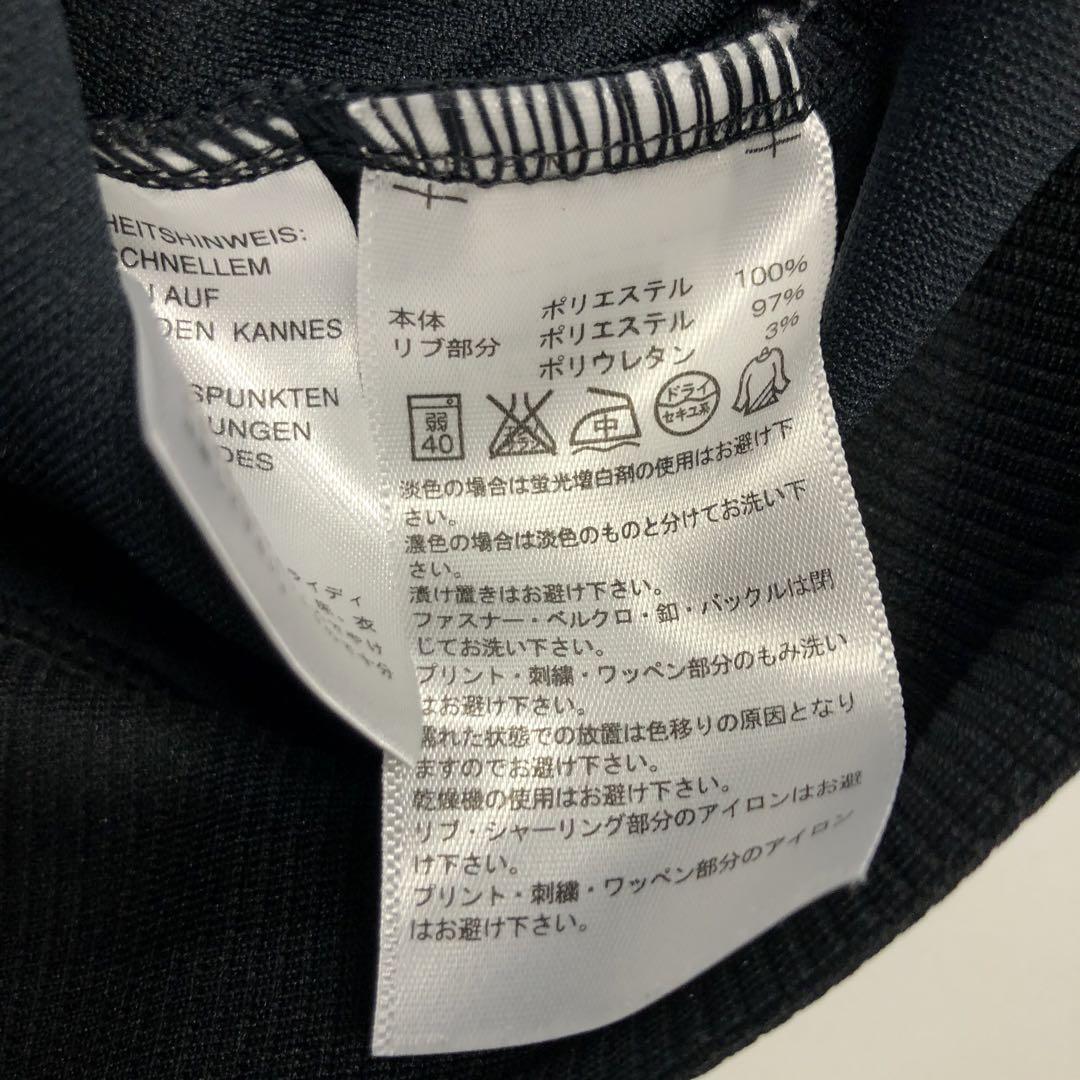 HEITSHINWEIS:
CHNELLEM
AUF
DEN KANNES
SPUNKTEN
UNGEN
DES
ィディ
衣
本体 ポリエステル 100%
リブ部分 ポリエステル 97%
ポリウレタン 3%
弱 40 中 ドライ セキユ系
淡色の場合は蛍光増白剤の使用はお避け下
さい。
濃色の場合は淡色のものと分けてお洗い下
さい。
漬け置きはお避け下さい。
ファスナー・ベルクロ・釦・バックルは閉
じてお洗い下さい。
プリント・刺繍・ワッペン部分のもみ洗い
はお避け下さい。
濡れた状態での放置は色移りの原因となり
ますのでお避け下さい。
乾燥機の使用はお避け下さい。
リブ・シャーリング部分のアイロンはお避
け下さい。
プリント・刺繍・ワッペン部分のアイロン
はお避け下さい。